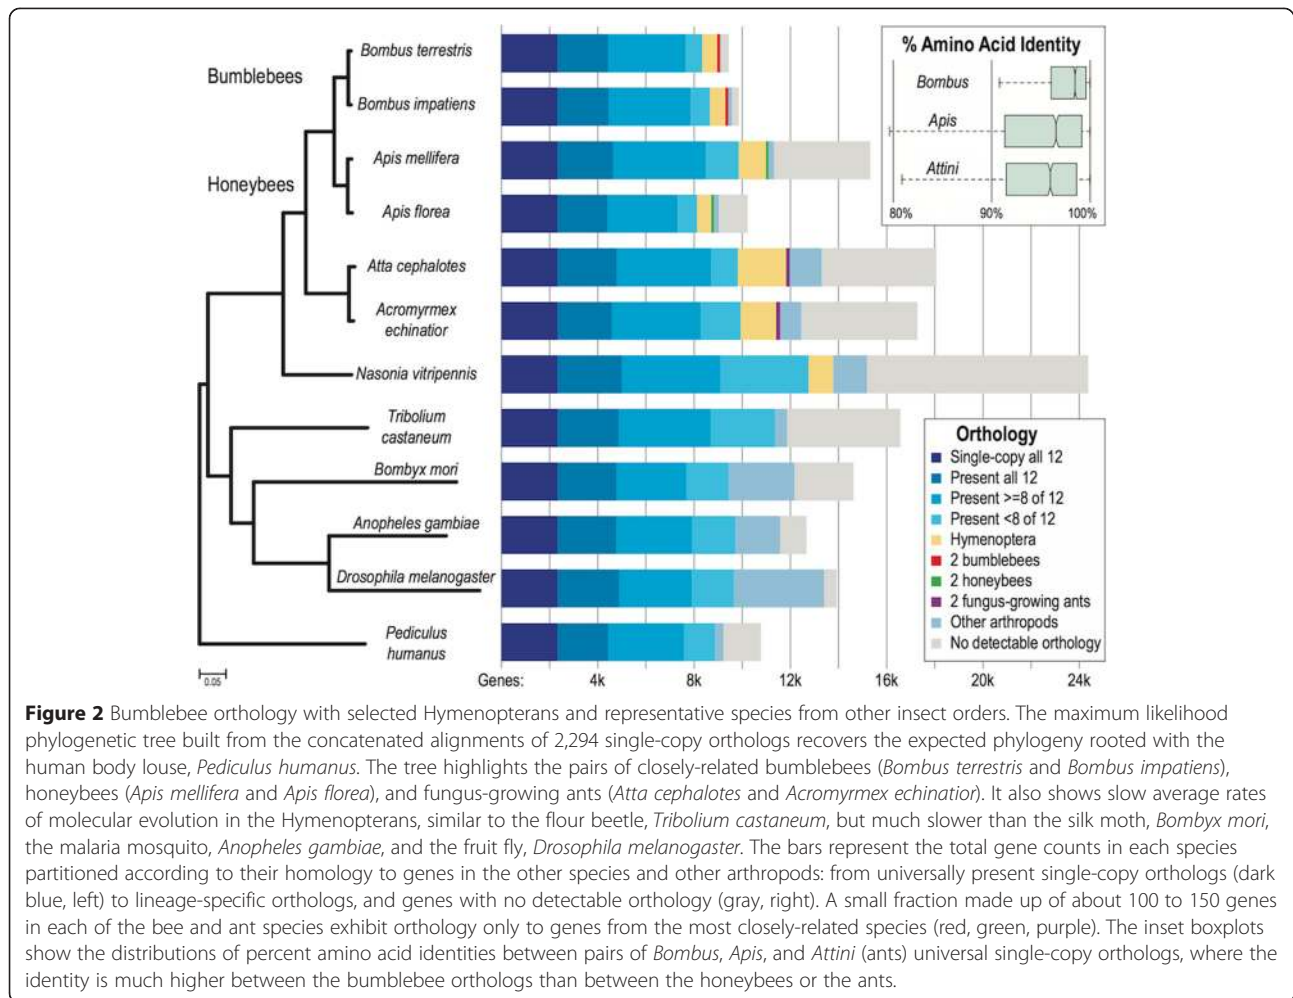 Bumblebees
Honeybees
Bombus terrestris
Bombus impatiens
Apis mellifera
Apis florea
Atta cephalotes
Acromyrmex
echinatior
Nasonia vitripennis
Tribolium
castaneum
Bombyx mori
Anopheles gambiae
Drosophila melanogaster
Pediculus
humanus
0.05
Genes:
4k
8k
12k
16k
20k
24k
% Amino Acid Identity
Bombus
Apis
Attini
80%
90%
100%
Orthology
Single-copy all 12
Present all 12
Present >=8 of 12
Present <8 of 12
Hymenoptera
2 bumblebees
2 honeybees
2 fungus-growing ants
Other arthropods
No detectable orthology
Figure 2 Bumblebee orthology with selected Hymenopterans and representative species from other insect orders. The maximum likelihood
phylogenetic tree built from the concatenated alignments of 2,294 single-copy orthologs recovers the expected phylogeny rooted with the
human body louse, Pediculus humanus. The tree highlights the pairs of closely-related bumblebees (Bombus terrestris and Bombus impatiens),
honeybees (Apis mellifera and Apis florea), and fungus-growing ants (Atta cephalotes and Acromyrmex echinatior). It also shows slow average rates
of molecular evolution in the Hymenopterans, similar to the flour beetle, Tribolium castaneum, but much slower than the silk moth, Bombyx mori,
the malaria mosquito, Anopheles gambiae, and the fruit fly, Drosophila melanogaster. The bars represent the total gene counts in each species
partitioned according to their homology to genes in the other species and other arthropods: from universally present single-copy orthologs (dark
blue, left) to lineage-specific orthologs, and genes with no detectable orthology (gray, right). A small fraction made up of about 100 to 150 genes
in each of the bee and ant species exhibit orthology only to genes from the most closely-related species (red, green, purple). The inset boxplots
show the distributions of percent amino acid identities between pairs of Bombus, Apis, and Attini (ants) universal single-copy orthologs, where the
identity is much higher between the bumblebee orthologs than between the honeybees or the ants.